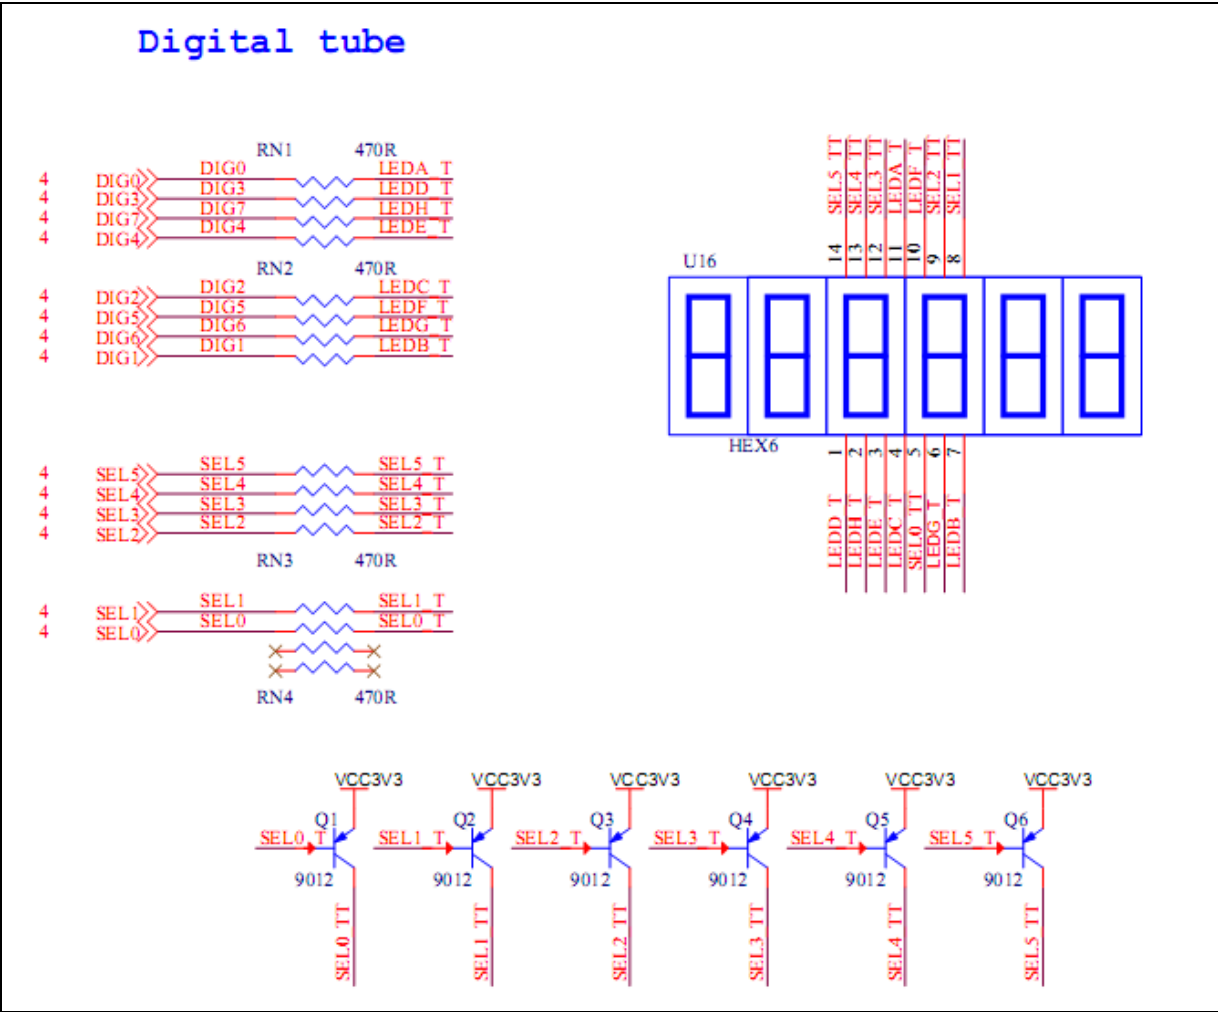 Digital tube
RN1 470R
4 DIG0 DIG0 LEDA_T
4 DIG3 DIG3 LEDD_T
4 DIG7 DIG7 LEDH_T
4 DIG4 DIG4 LEDE_T
RN2 470R
4 DIG2 DIG2 LEDC_T
4 DIG5 DIG5 LEDF_T
4 DIG6 DIG6 LEDG_T
4 DIG1 DIG1 LEDB_T
4 SEL5 SEL5 SEL5_T
4 SEL4 SEL4 SEL4_T
4 SEL3 SEL3 SEL3_T
4 SEL2 SEL2 SEL2_T
RN3 470R
4 SEL1 SEL1 SEL1_T
4 SEL0 SEL0 SEL0_T
RN4 470R
SEL5_TT SEL4_TT SEL3_TT LEDA_T LEDF_T SEL2_TT SEL1_TT
14 13 12 11 10 9 8
U16
HEX6
1 2 3 4 5 6 7
LEDD_T LEDH_T LEDE_T LEDC_T SEL0_TT LEDG_T LEDB_T
VCC3V3 VCC3V3 VCC3V3 VCC3V3 VCC3V3 VCC3V3
Q1 Q2 Q3 Q4 Q5 Q6
SEL0_T SEL1_T SEL2_T SEL3_T SEL4_T SEL5_T
9012 9012 9012 9012 9012 9012
SEL0_TT SEL1_TT SEL2_TT SEL3_TT SEL4_TT SEL5_TT